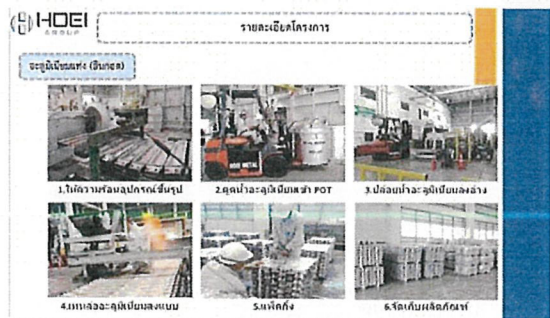 HOEI
GROUP
รายละเอียดโครงการ
อะลูมิเนียมแท่ง (อินกอต)
1.ให้ความร้อนอุปกรณ์ขึ้นรูป
2.ดูดน้ำอะลูมิเนียมเข้า POT
3.ปล่อยน้ำอะลูมิเนียมลงอ่าง
4.เทหล่ออะลูมิเนียมลงแบบ
5.แพ็คกิ้ง
6.จัดเก็บผลิตภัณฑ์